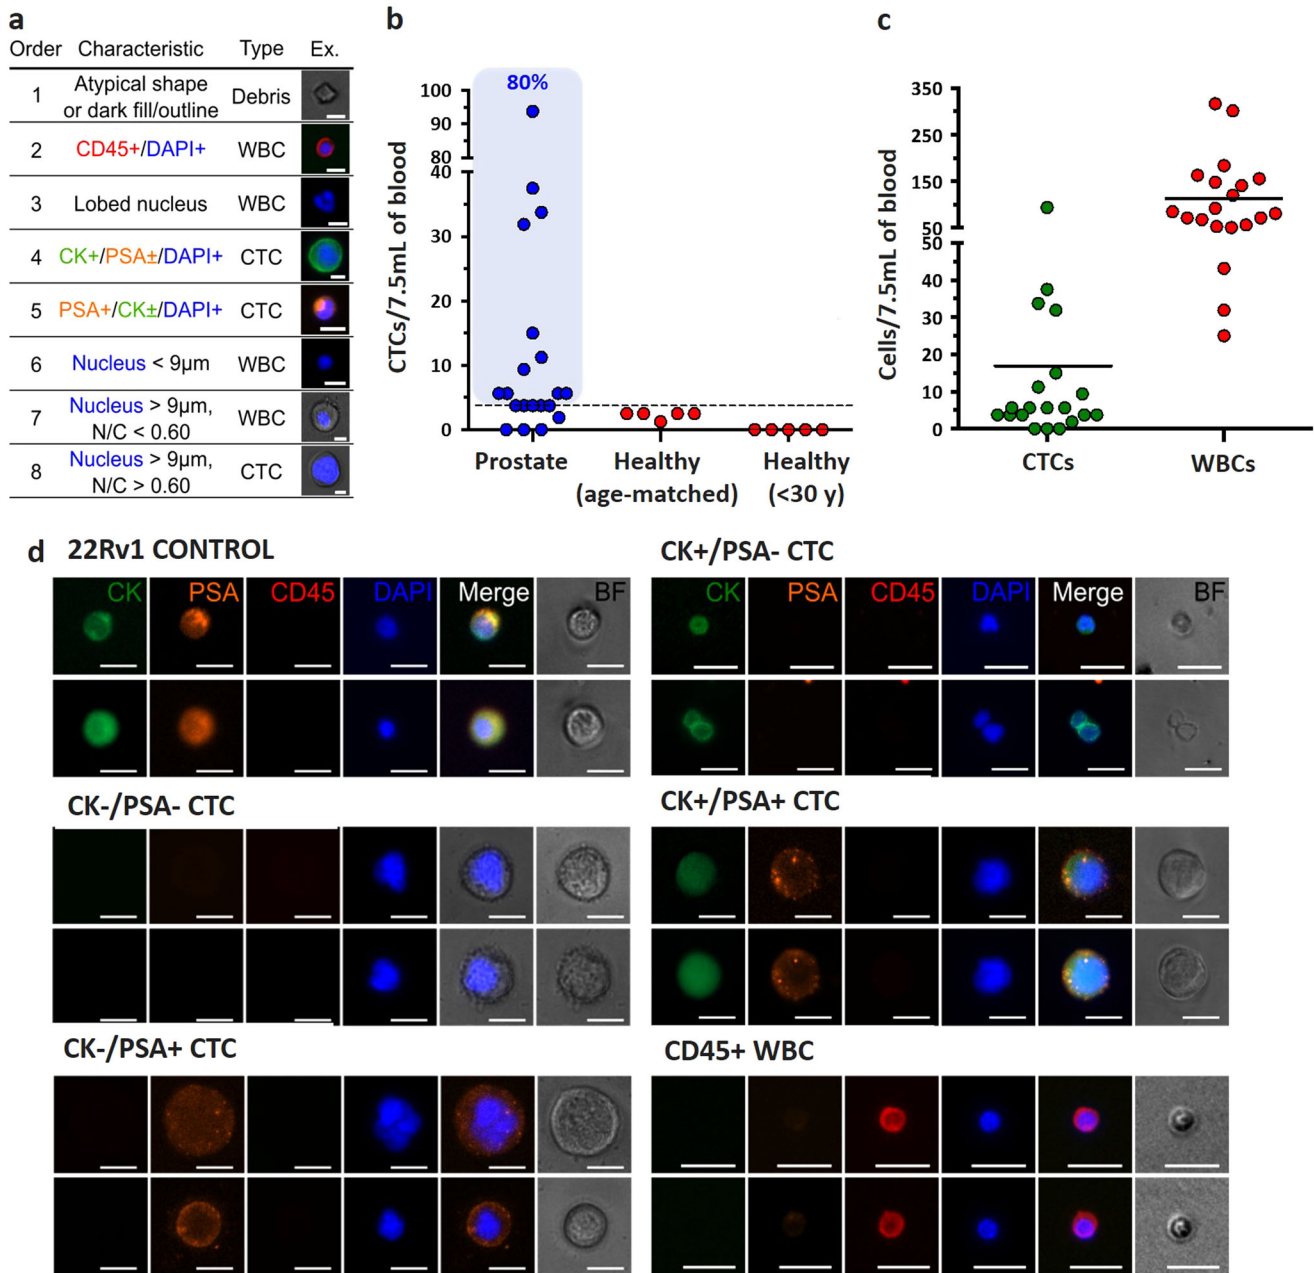 a
Order Characteristic Type Ex.
1 Atypical shape or dark fill/outline Debris
2 CD45+/DAPI+ WBC
3 Lobed nucleus WBC
4 CK+/PSA±/DAPI+ CTC
5 PSA+/CK±/DAPI+ CTC
6 Nucleus < 9µm WBC
7 Nucleus > 9µm, N/C < 0.60 WBC
8 Nucleus > 9µm, N/C > 0.60 CTC
b
CTCs/7.5mL of blood
80%
100
90
80
40
30
20
10
0
Prostate
Healthy
(age-matched)
Healthy
(<30 y)
c
Cells/7.5mL of blood
350
250
150
50
50
40
30
20
10
0
CTCs
WBCs
d
22Rv1 CONTROL
CK PSA CD45 DAPI Merge BF
CK+/PSA- CTC
CK PSA CD45 DAPI Merge BF
CK-/PSA- CTC
CK+/PSA+ CTC
CK-/PSA+ CTC
CD45+ WBC